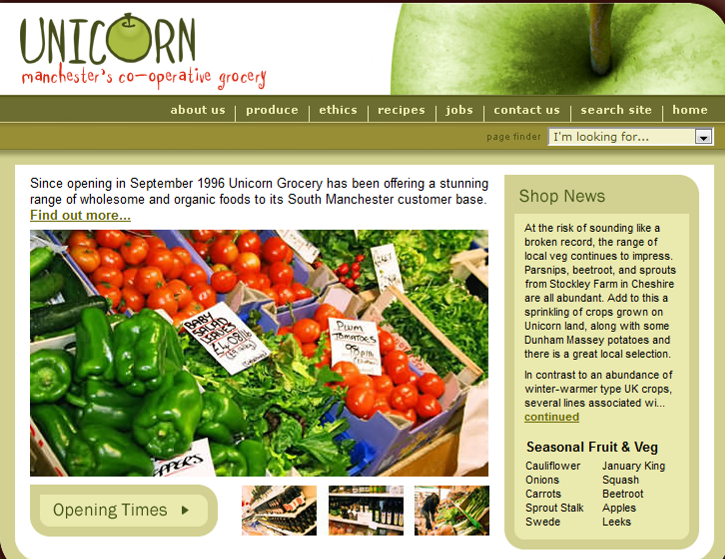 UNICORN
manchester's co-operative grocery
about us
produce
ethics
recipes
jobs
contact us
search site
home
page finder
I'm looking for...
Since opening in September 1996 Unicorn Grocery has been offering a stunning
range of wholesome and organic foods to its South Manchester customer base.
Find out more...
BABY
SALAD
LEAVES
Plum
Tomatoes
PEPPERS
Opening Times
Shop News
At the risk of sounding like a
broken record, the range of
local veg continues to impress.
Parsnips, beetroot, and sprouts
from Stockley Farm in Cheshire
are all abundant. Add to this a
sprinkling of crops grown on
Unicorn land, along with some
Dunham Massey potatoes and
there is a great local selection.
In contrast to an abundance of
winter-warmer type UK crops,
several lines associated wi...
continued
Seasonal Fruit & Veg
Cauliflower January King
Onions Squash
Carrots Beetroot
Sprout Stalk Apples
Swede Leeks